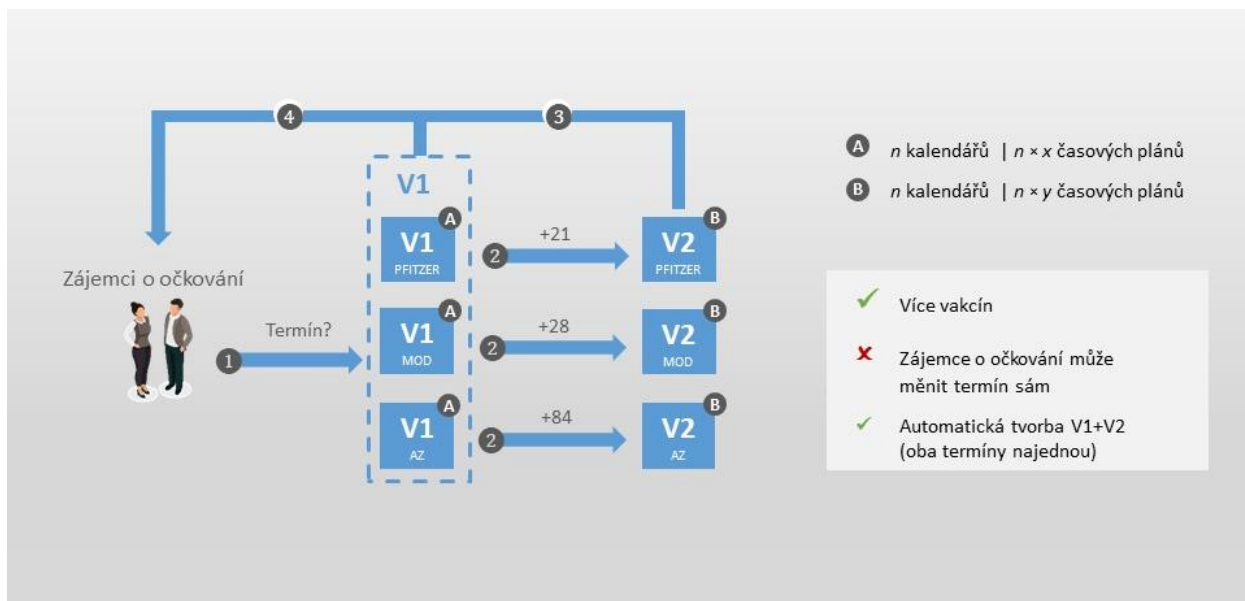 4
3
V1
A
V1
PFITZER
2
+21
B
V2
PFITZER
Zájemci o očkování
Termín?
1
A
V1
MOD
2
+28
B
V2
MOD
A
V1
AZ
2
+84
B
V2
AZ
A n kalendářů | n × x časových plánů
B n kalendářů | n × y časových plánů
Více vakcín
Zájemce o očkování může
měnit termín sám
Automatická tvorba V1+V2
(oba termíny najednou)